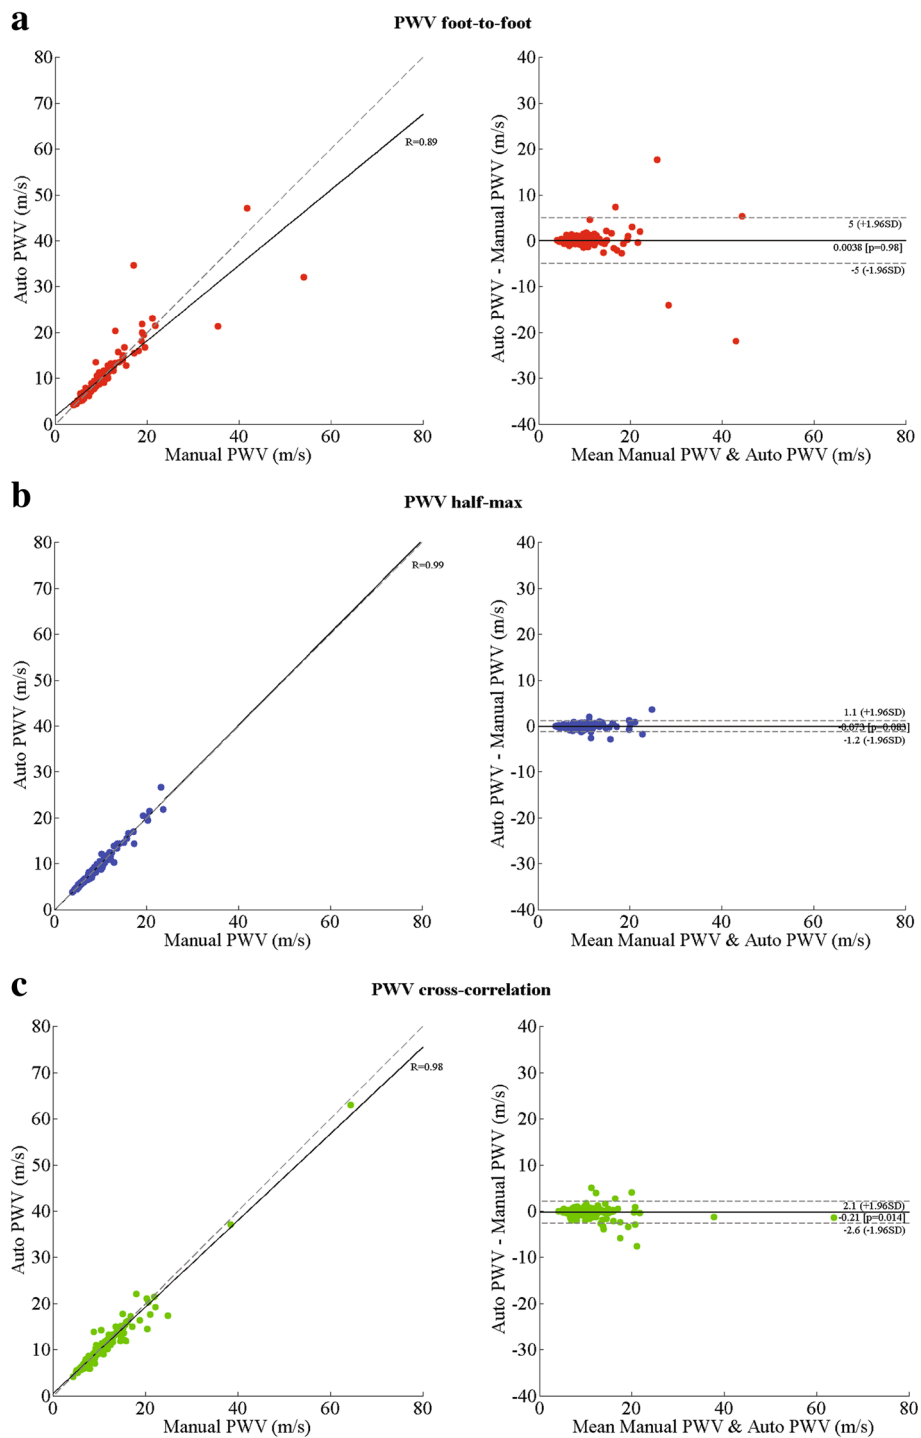 a
PWV foot-to-foot
80
70
60
50
40
30
20
10
0
0 20 40 60 80
Auto PWV (m/s)
Manual PWV (m/s)
R=0.89
40
30
20
10
0
-10
-20
-30
-40
0 20 40 60 80
Auto PWV - Manual PWV (m/s)
Mean Manual PWV & Auto PWV (m/s)
5 (+1.96SD)
0.0038 [p=0.98]
-5 (-1.96SD)
b
PWV half-max
80
70
60
50
40
30
20
10
0
0 20 40 60 80
Auto PWV (m/s)
Manual PWV (m/s)
R=0.99
40
30
20
10
0
-10
-20
-30
-40
0 20 40 60 80
Auto PWV - Manual PWV (m/s)
Mean Manual PWV & Auto PWV (m/s)
1.1 (+1.96SD)
-0.073 [p=0.083]
-1.2 (-1.96SD)
c
PWV cross-correlation
80
70
60
50
40
30
20
10
0
0 20 40 60 80
Auto PWV (m/s)
Manual PWV (m/s)
R=0.98
40
30
20
10
0
-10
-20
-30
-40
0 20 40 60 80
Auto PWV - Manual PWV (m/s)
Mean Manual PWV & Auto PWV (m/s)
2.1 (+1.96SD)
-0.21 [p=0.014]
-2.6 (-1.96SD)